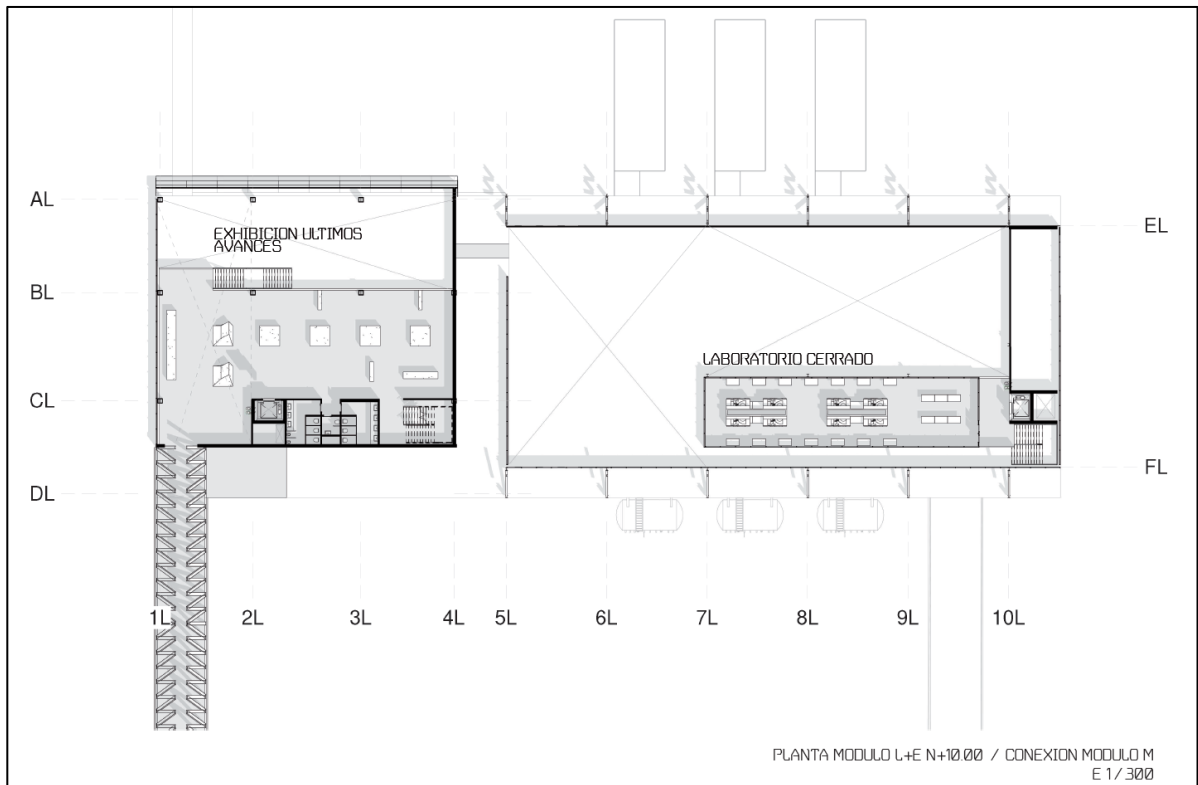 AL
EXHIBICION ULTIMOS
AVANCES
EL
BL
LABORATORIO CERRADO
CL
FL
DL
1L 2L 3L 4L 5L 6L 7L 8L 9L 10L
PLANTA MODULO L+E N+10.00 / CONEXION MODULO M
E 1/300